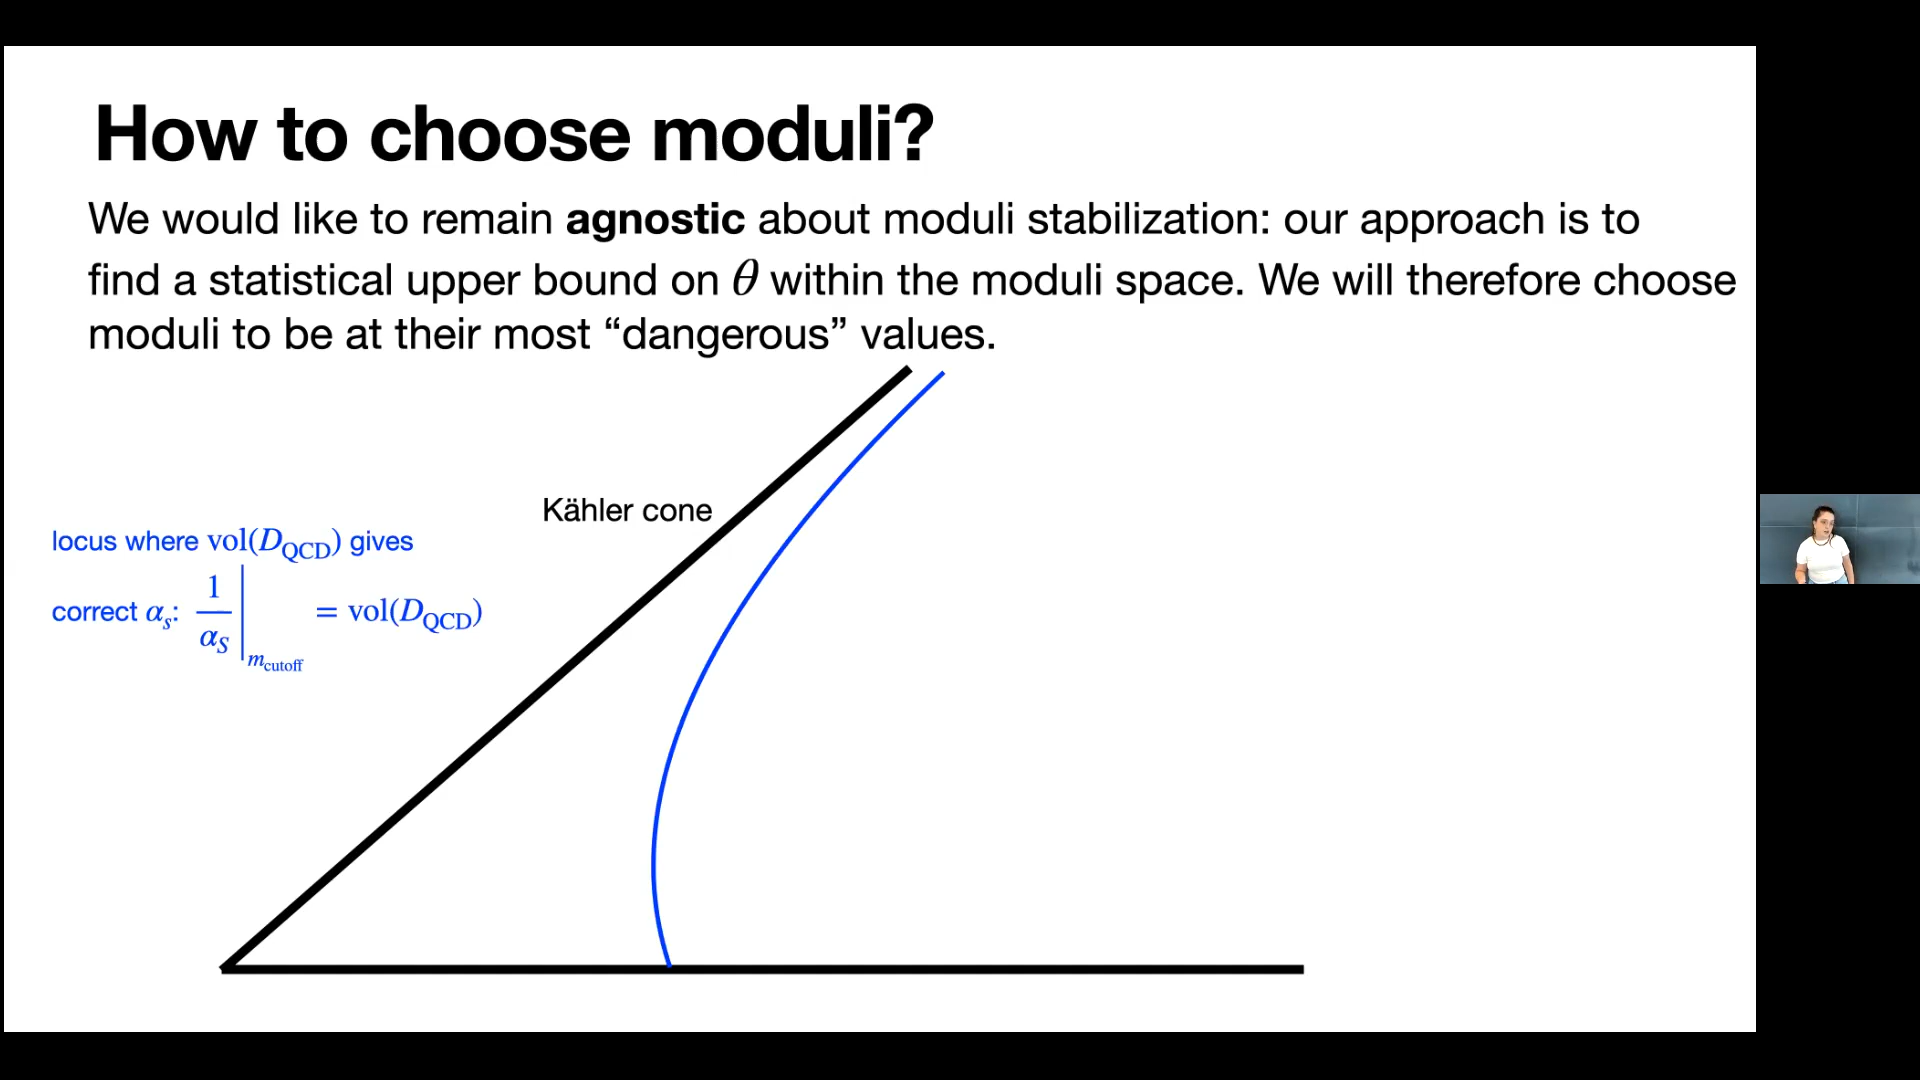 How to choose moduli?
We would like to remain agnostic about moduli stabilization: our approach is to
find a statistical upper bound on θ within the moduli space. We will therefore choose
moduli to be at their most “dangerous” values.
Kähler cone
locus where vol(D_QCD) gives
correct α_s: 1/α_S |_{m_cutoff} = vol(D_QCD)